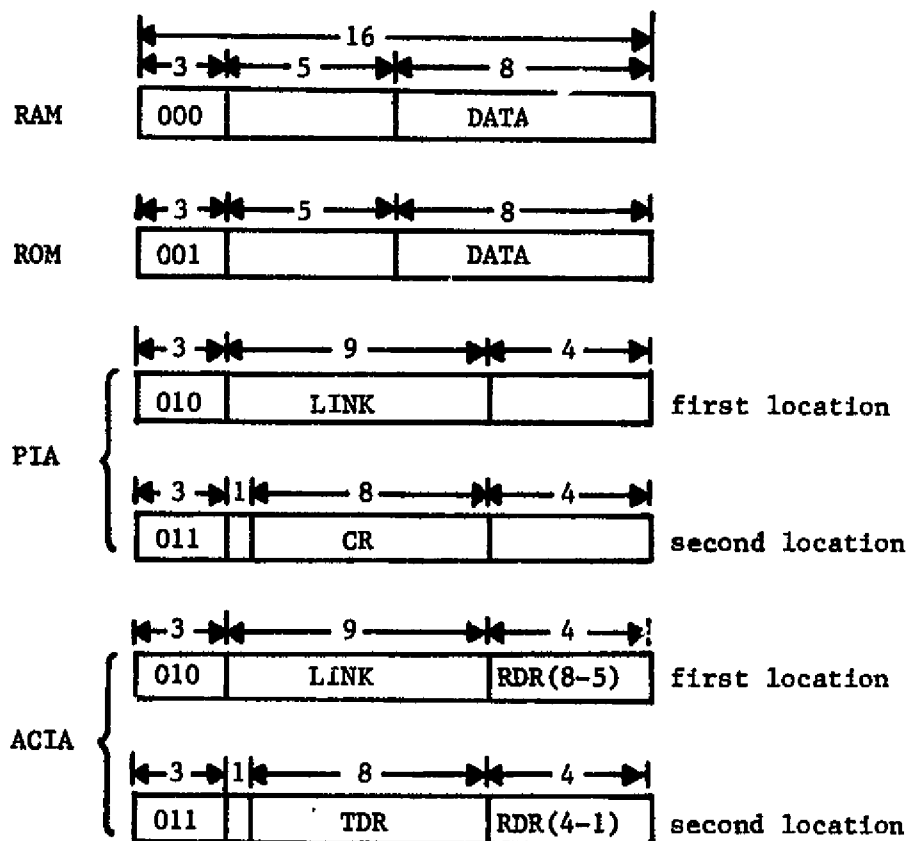 16
3 5 8
RAM 000 DATA
3 5 8
ROM 001 DATA
3 9 4
010 LINK first location
PIA
3 1 8 4
011 CR second location
3 9 4
010 LINK RDR(8-5) first location
ACIA
3 1 8 4
011 TDR RDR(4-1) second location